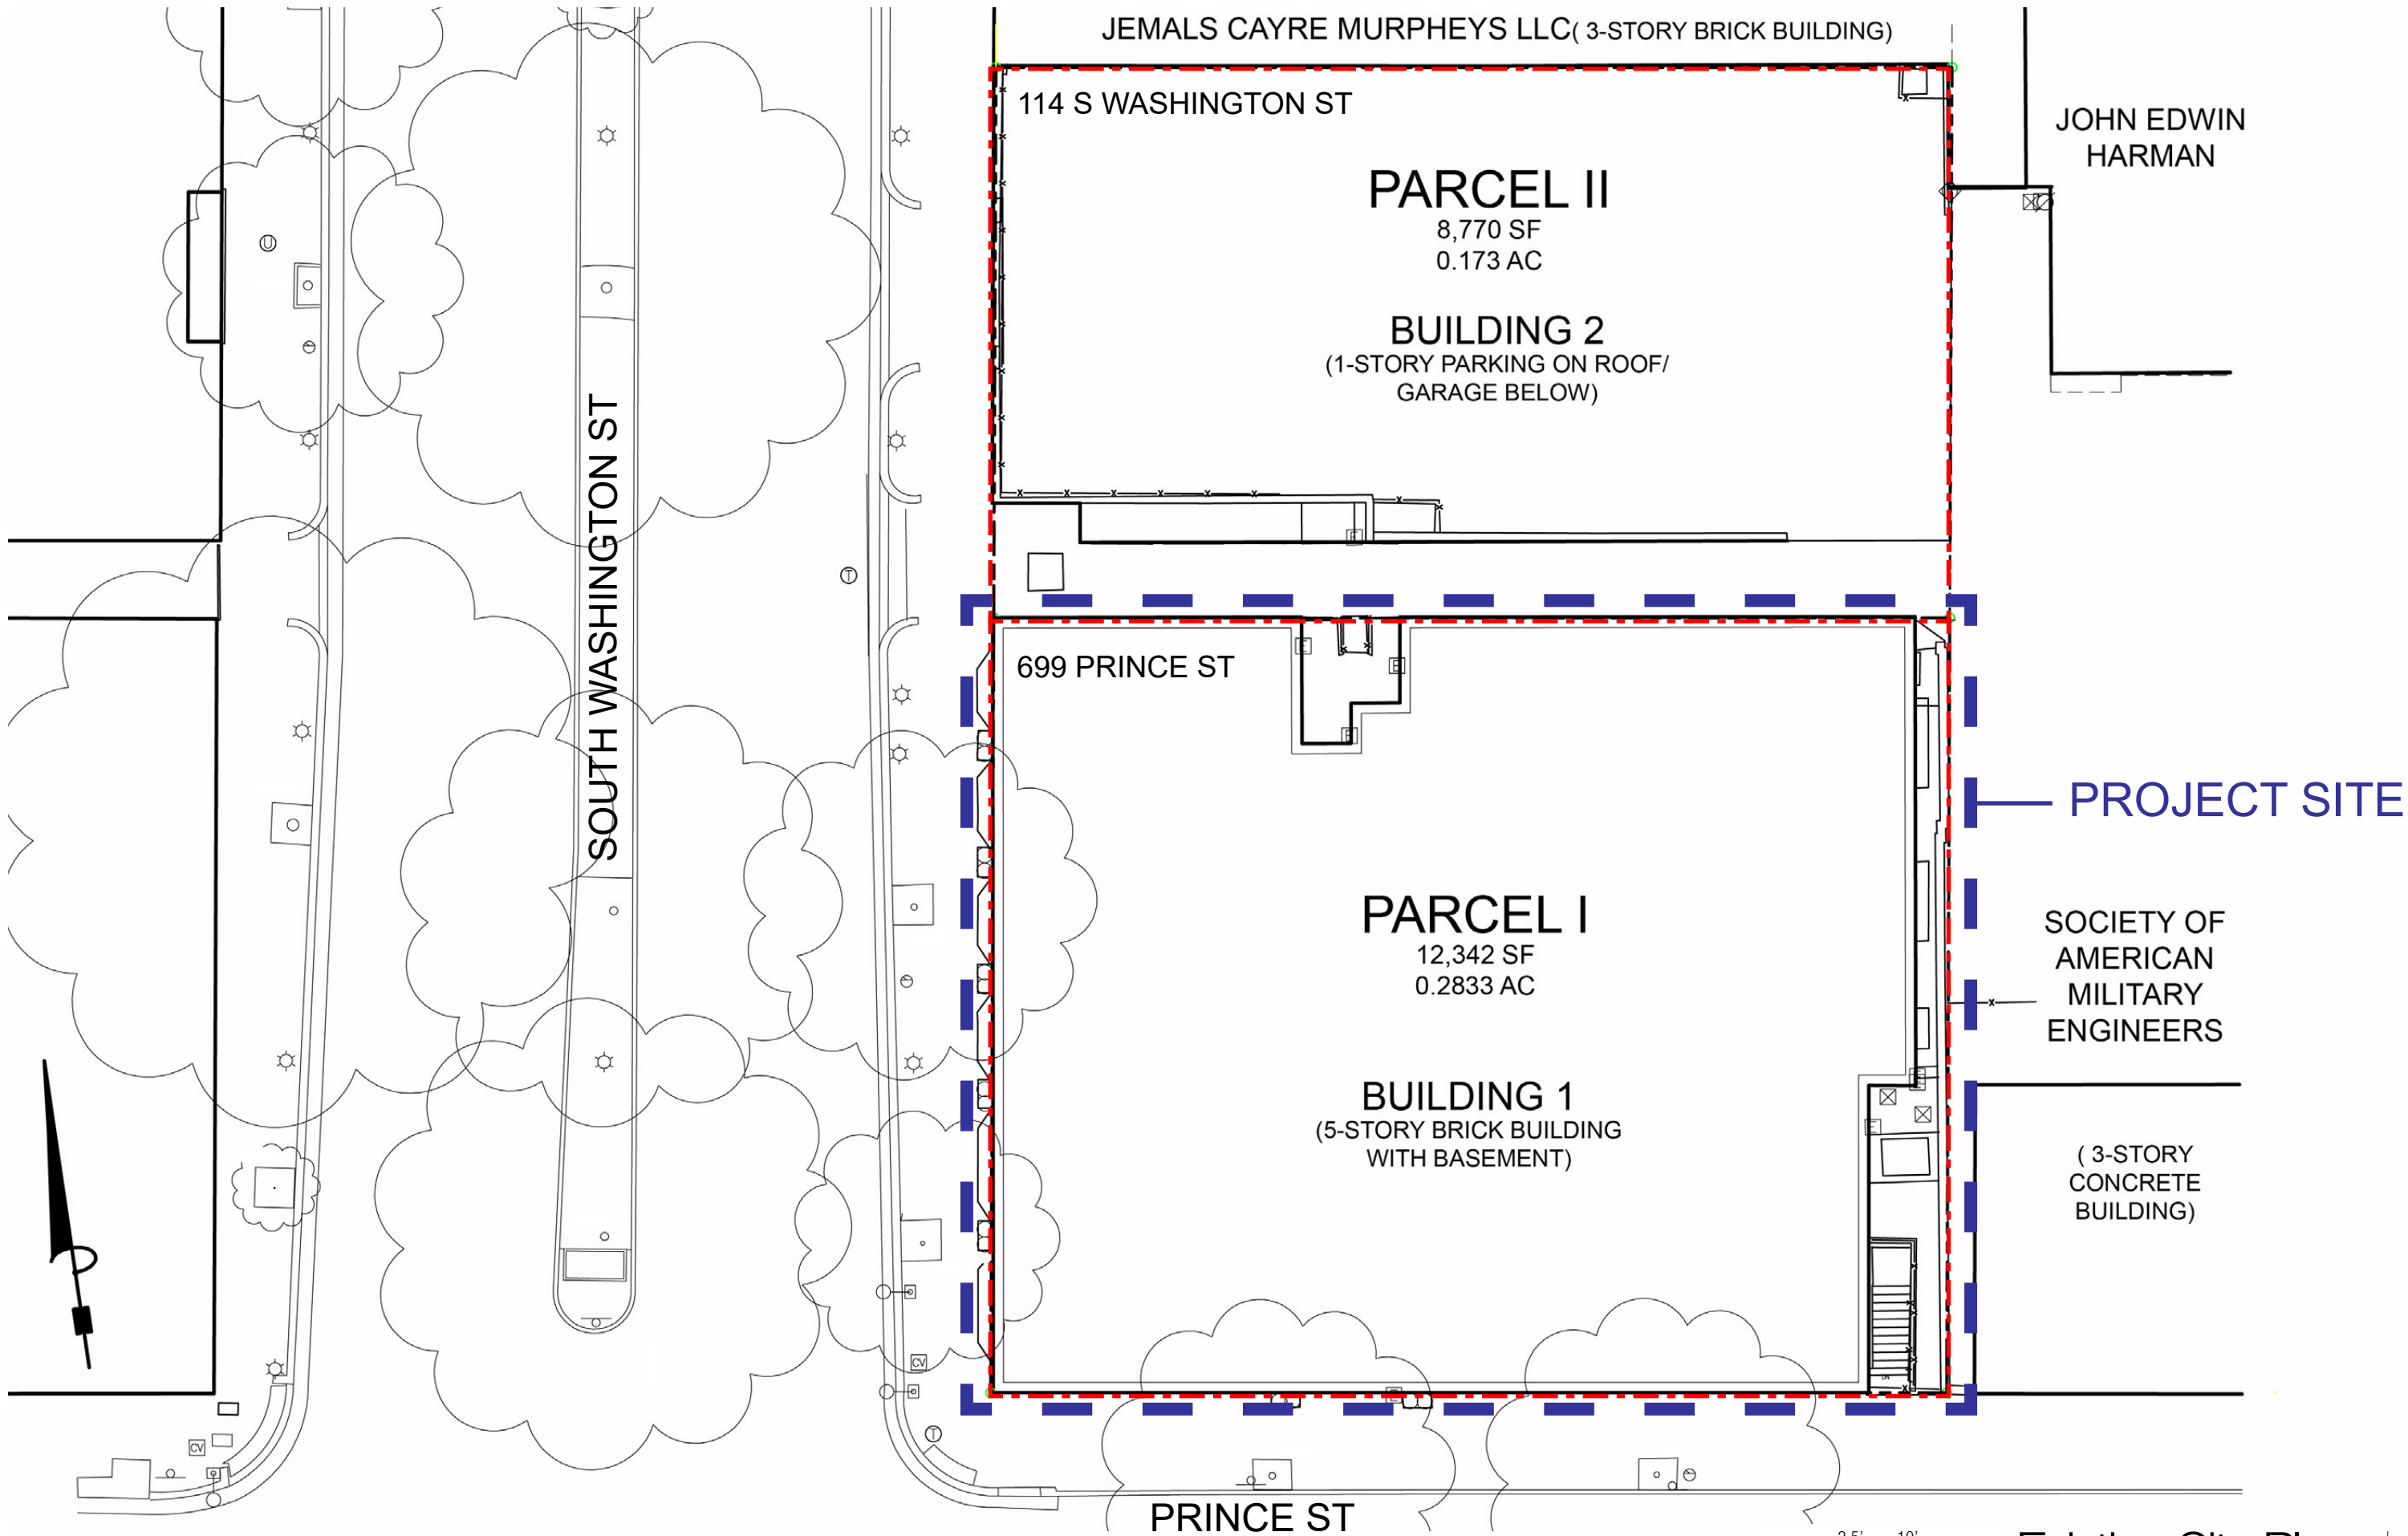 JEMALS CAYRE MURPHEYS LLC( 3-STORY BRICK BUILDING)
114 S WASHINGTON ST
JOHN EDWIN
HARMAN
PARCEL II
8,770 SF
0.173 AC
BUILDING 2
(1-STORY PARKING ON ROOF/
GARAGE BELOW)
U
SOUTH WASHINGTON ST
T
E
699 PRINCE ST
E
E
E
PROJECT SITE
PARCEL I
12,342 SF
0.2833 AC
SOCIETY OF
AMERICAN
MILITARY
ENGINEERS
BUILDING 1
(5-STORY BRICK BUILDING
WITH BASEMENT)
E
E
( 3-STORY
CONCRETE
BUILDING)
CV
E
T
CV
PRINCE ST